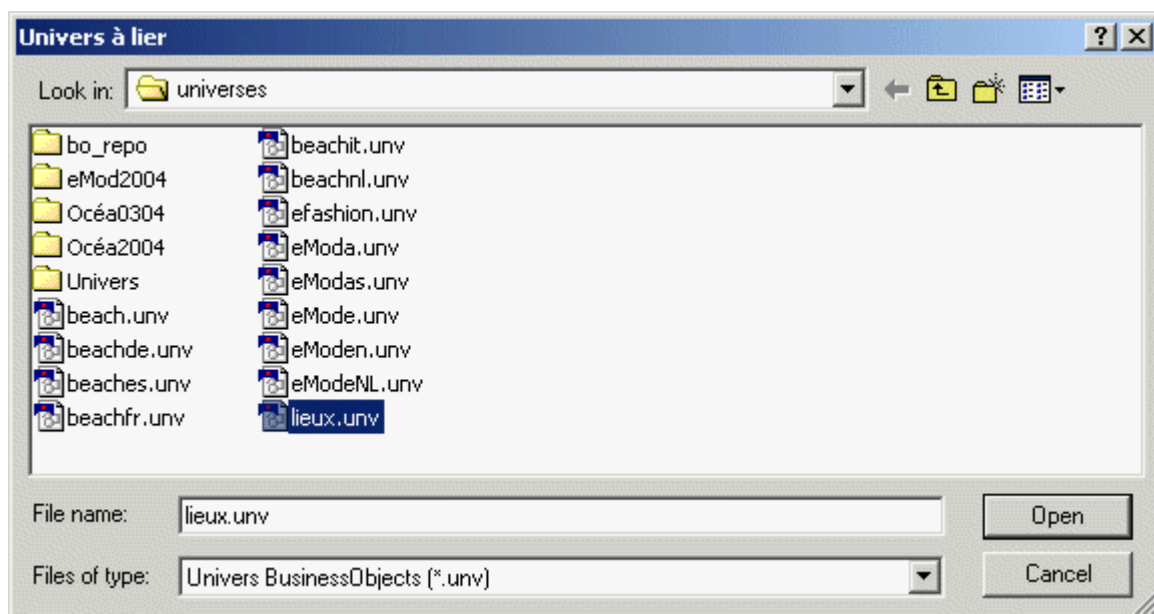 Univers à lier
Look in: universes
bo_repo
eMod2004
Océa0304
Océa2004
Univers
beach.unv
beachde.unv
beaches.unv
beachfr.unv
beachit.unv
beachnl.unv
efashion.unv
eModa.unv
eModas.unv
eMode.unv
eModen.unv
eModeNL.unv
lieux.unv
File name: lieux.unv
Open
Files of type: Univers BusinessObjects (*.unv)
Cancel